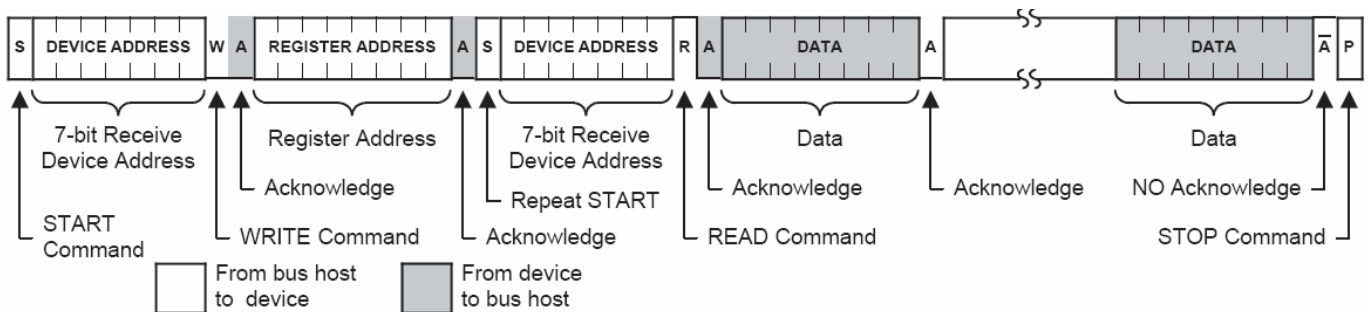 S DEVICE ADDRESS W A REGISTER ADDRESS A S DEVICE ADDRESS R A DATA A DATA A̅ P
7-bit Receive
Device Address
Register Address
7-bit Receive
Device Address
Data
Data
Acknowledge
Repeat START
Acknowledge
Acknowledge
NO Acknowledge
START
Command
WRITE Command
Acknowledge
READ Command
STOP Command
From bus host
to device
From device
to bus host